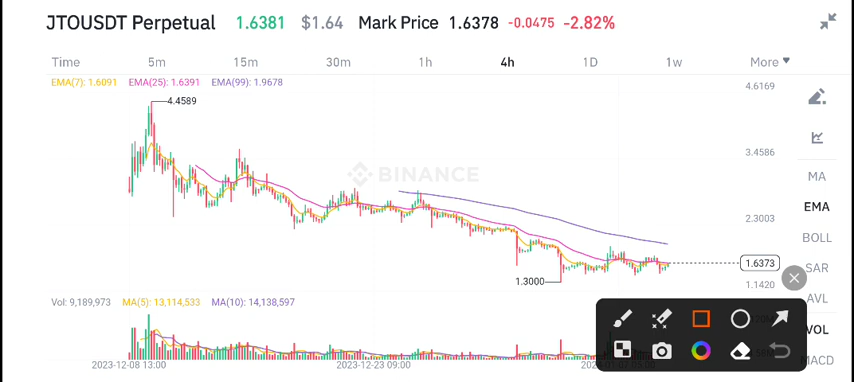 JTOUSDT Perpetual 1.6381 $1.64 Mark Price 1.6378 -0.0475 -2.82%
Time 5m 15m 30m 1h 4h 1D 1w More
EMA(7): 1.6091 EMA(25): 1.6391 EMA(99): 1.9678
4.6169
4.4589
3.4586
BINANCE
MA
EMA
2.3003
BOLL
1.6373
SAR
1.3000
1.1420
AVL
Vol: 9,189,973 MA(5): 13,114,533 MA(10): 14,138,597
VOL
MACD
2023-12-08 13:00 2023-12-23 09:00